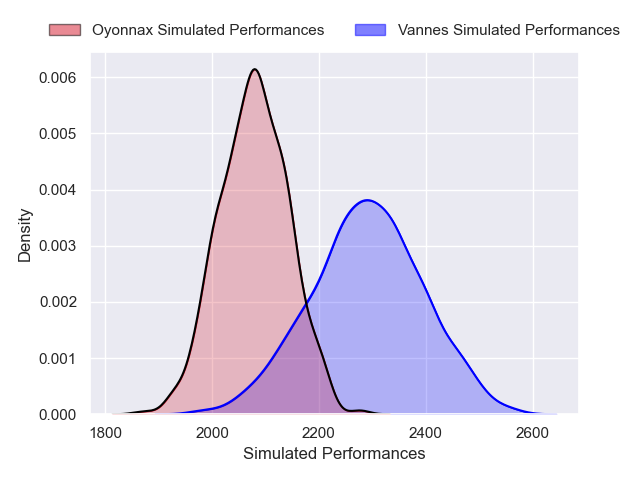 Oyonnax Simulated Performances
Vannes Simulated Performances
0.006
0.005
0.004
0.003
0.002
0.001
0.000
Density
1800 2000 2200 2400 2600
Simulated Performances